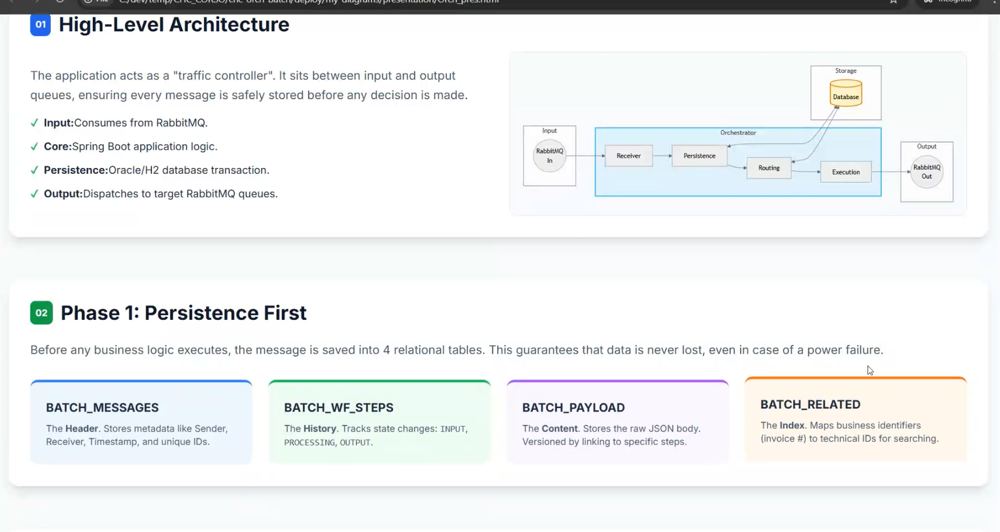 C:/dev/temp/CHC_CORSO/chc-orch-batch/deploy/my-diagrams/presentation/Orch_pres.html
Incognito
01 High-Level Architecture
The application acts as a "traffic controller". It sits between input and output
queues, ensuring every message is safely stored before any decision is made.
✓ Input:Consumes from RabbitMQ.
✓ Core:Spring Boot application logic.
✓ Persistence:Oracle/H2 database transaction.
✓ Output:Dispatches to target RabbitMQ queues.
Storage
Database
Input
RabbitMQ
In
Orchestrator
Receiver
Persistence
Routing
Execution
Output
RabbitMQ
Out
02 Phase 1: Persistence First
Before any business logic executes, the message is saved into 4 relational tables. This guarantees that data is never lost, even in case of a power failure.
BATCH_MESSAGES
The Header. Stores metadata like Sender,
Receiver, Timestamp, and unique IDs.
BATCH_WF_STEPS
The History. Tracks state changes: INPUT,
PROCESSING, OUTPUT.
BATCH_PAYLOAD
The Content. Stores the raw JSON body.
Versioned by linking to specific steps.
BATCH_RELATED
The Index. Maps business identifiers
(invoice #) to technical IDs for searching.